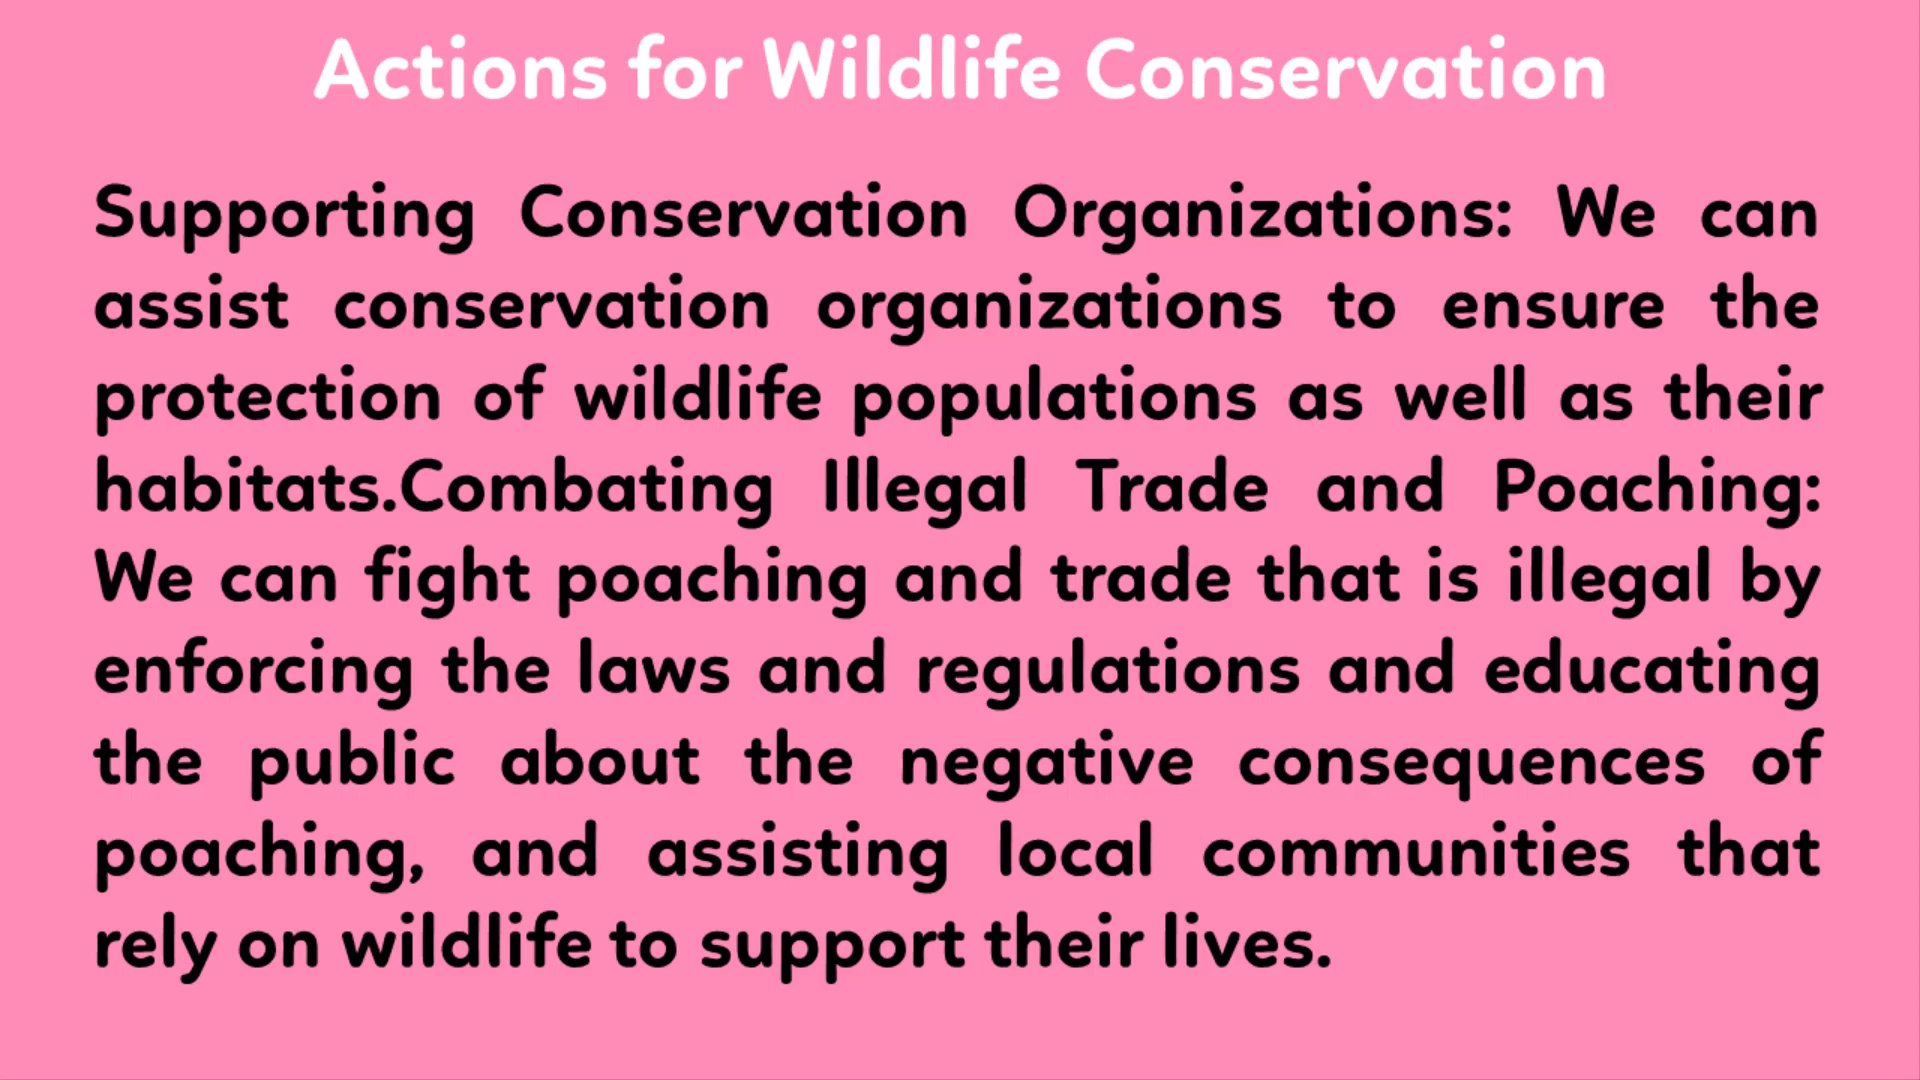 Actions for Wildlife Conservation
Supporting Conservation Organizations: We can
assist conservation organizations to ensure the
protection of wildlife populations as well as their
habitats.Combating Illegal Trade and Poaching:
We can fight poaching and trade that is illegal by
enforcing the laws and regulations and educating
the public about the negative consequences of
poaching, and assisting local communities that
rely on wildlife to support their lives.